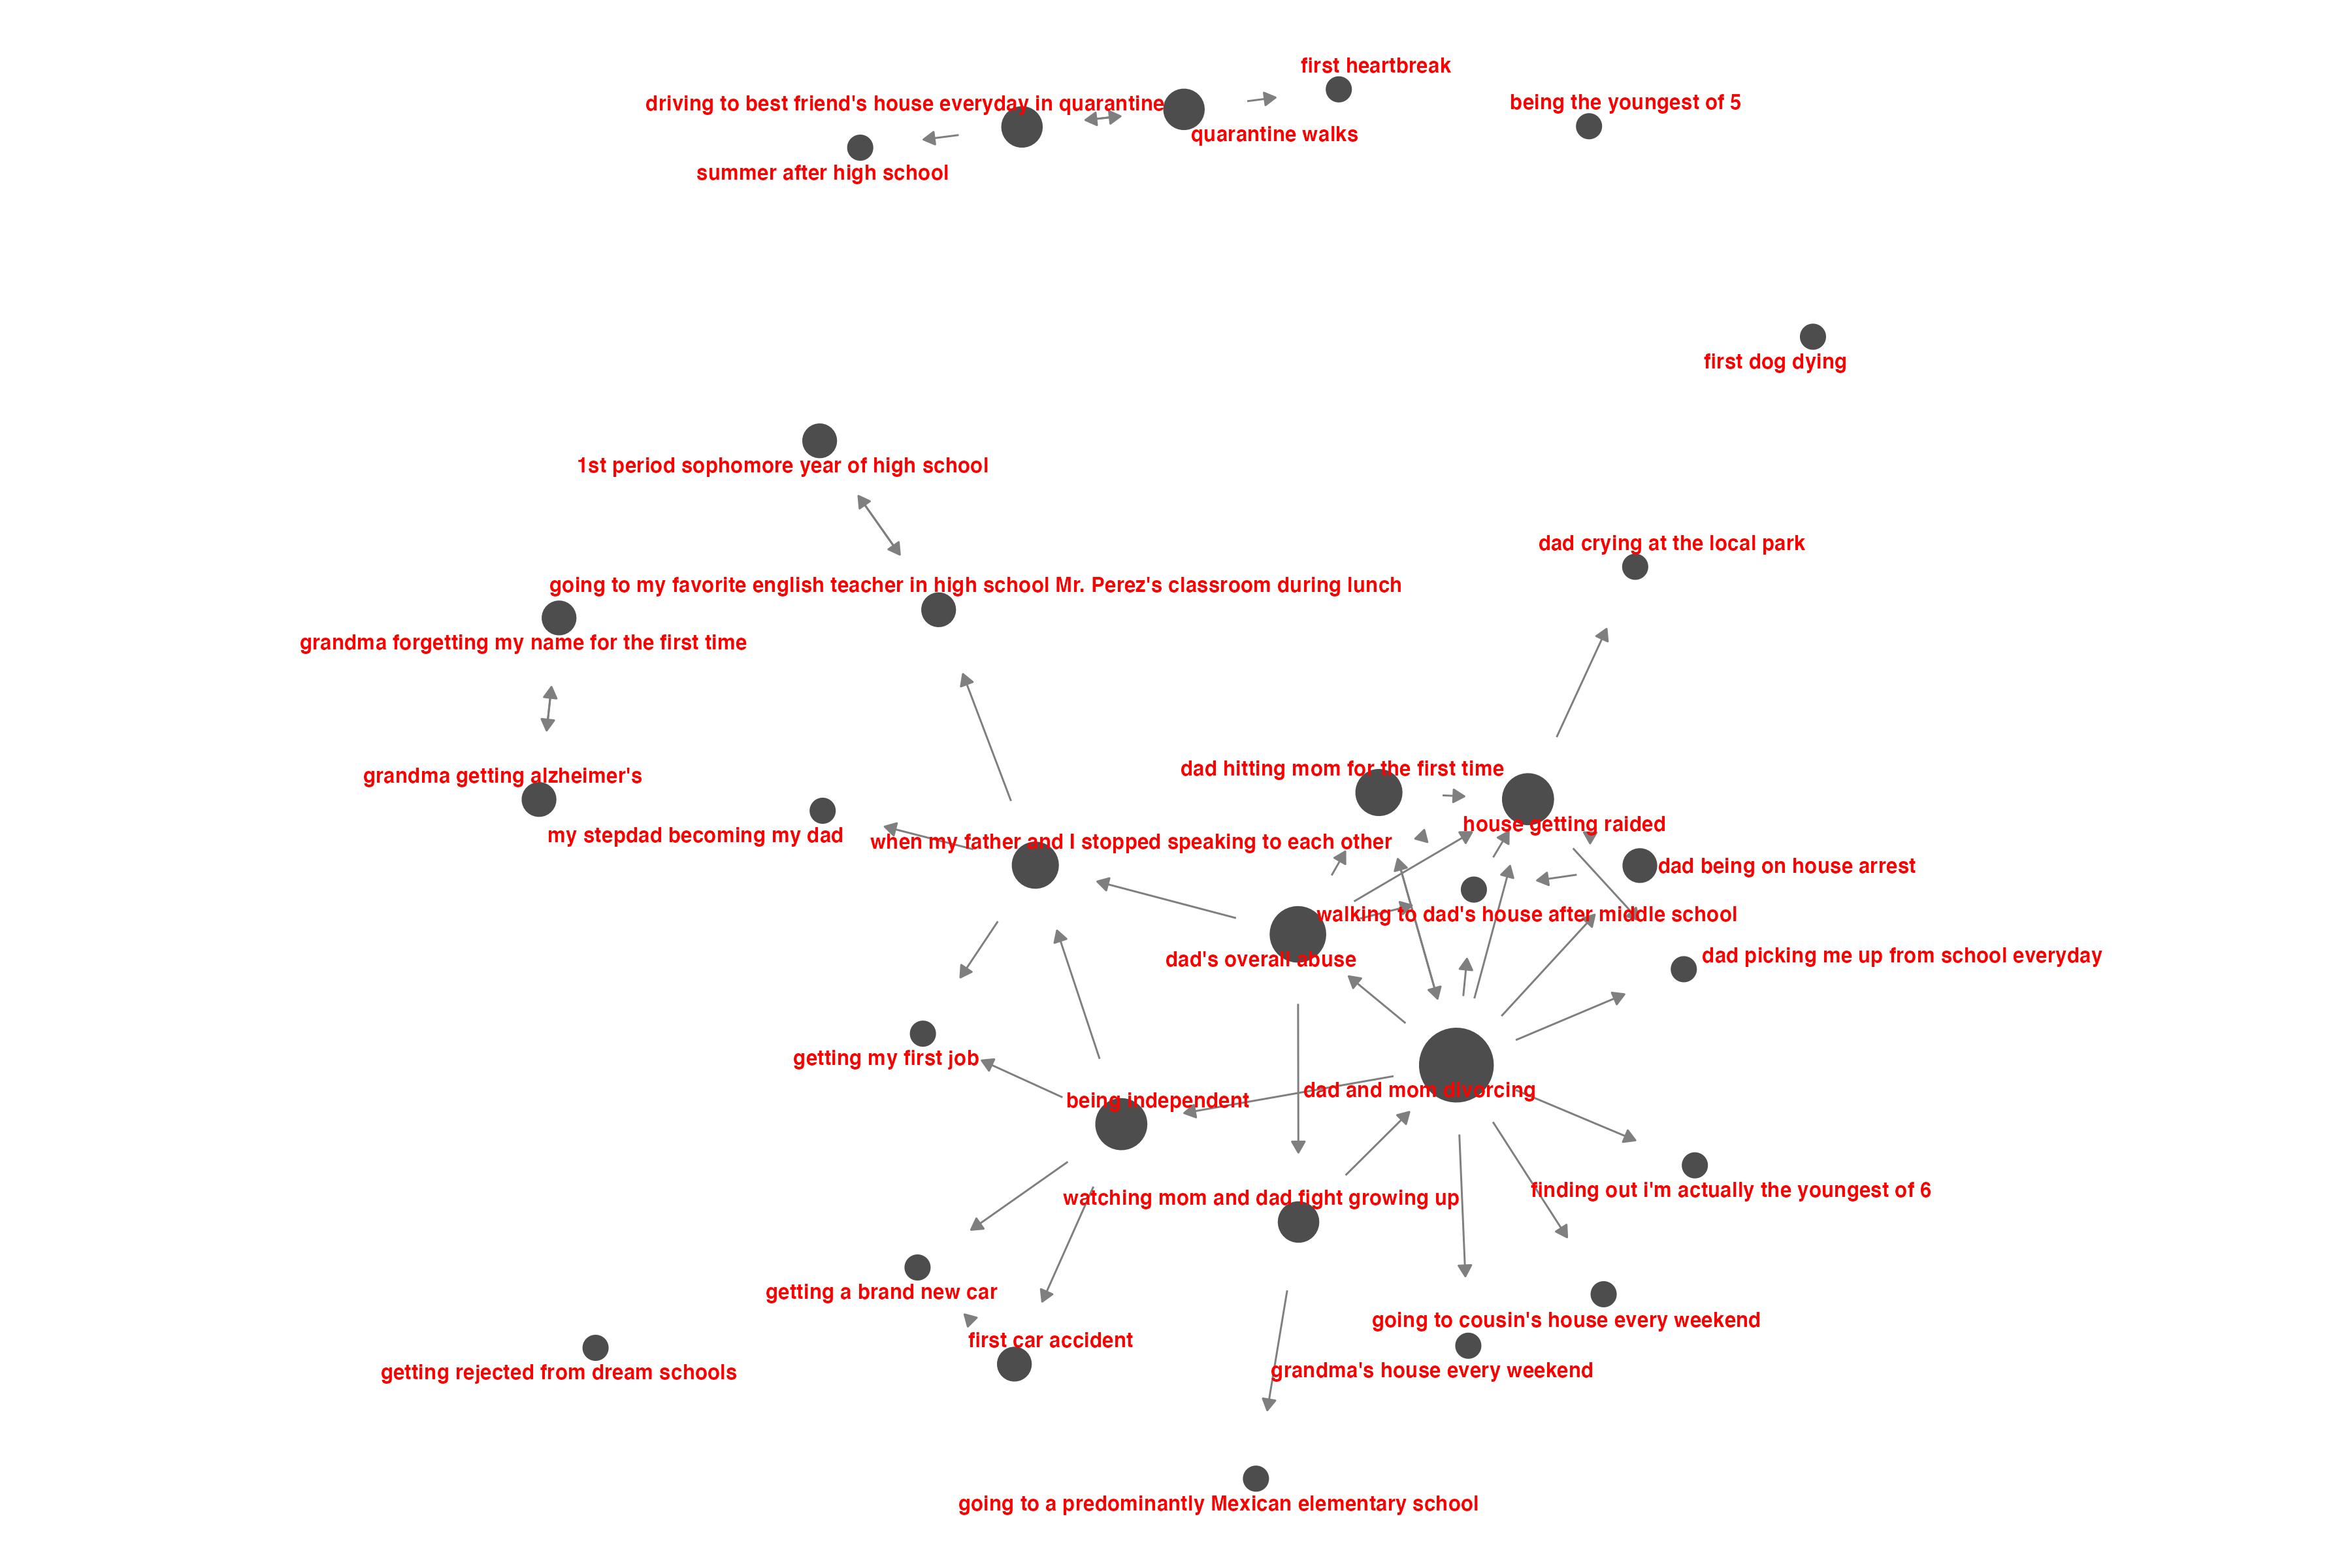 first heartbreak
being the youngest of 5
driving to best friend's house everyday in quarantine
quarantine walks
summer after high school
first dog dying
1st period sophomore year of high school
dad crying at the local park
going to my favorite english teacher in high school Mr. Perez's classroom during lunch
grandma forgetting my name for the first time
dad hitting mom for the first time
grandma getting alzheimer's
house getting raided
my stepdad becoming my dad
when my father and I stopped speaking to each other
dad being on house arrest
walking to dad's house after middle school
dad's overall abuse
dad picking me up from school everyday
getting my first job
dad and mom divorcing
being independent
finding out i'm actually the youngest of 6
watching mom and dad fight growing up
getting a brand new car
going to cousin's house every weekend
first car accident
grandma's house every weekend
getting rejected from dream schools
going to a predominantly Mexican elementary school